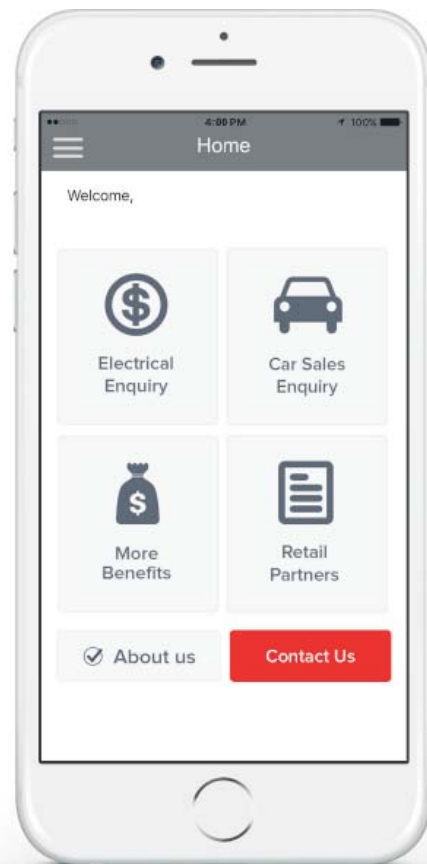 4:00 PM
100%
Home
Welcome,
Electrical
Enquiry
Car Sales
Enquiry
More
Benefits
Retail
Partners
About us
Contact Us